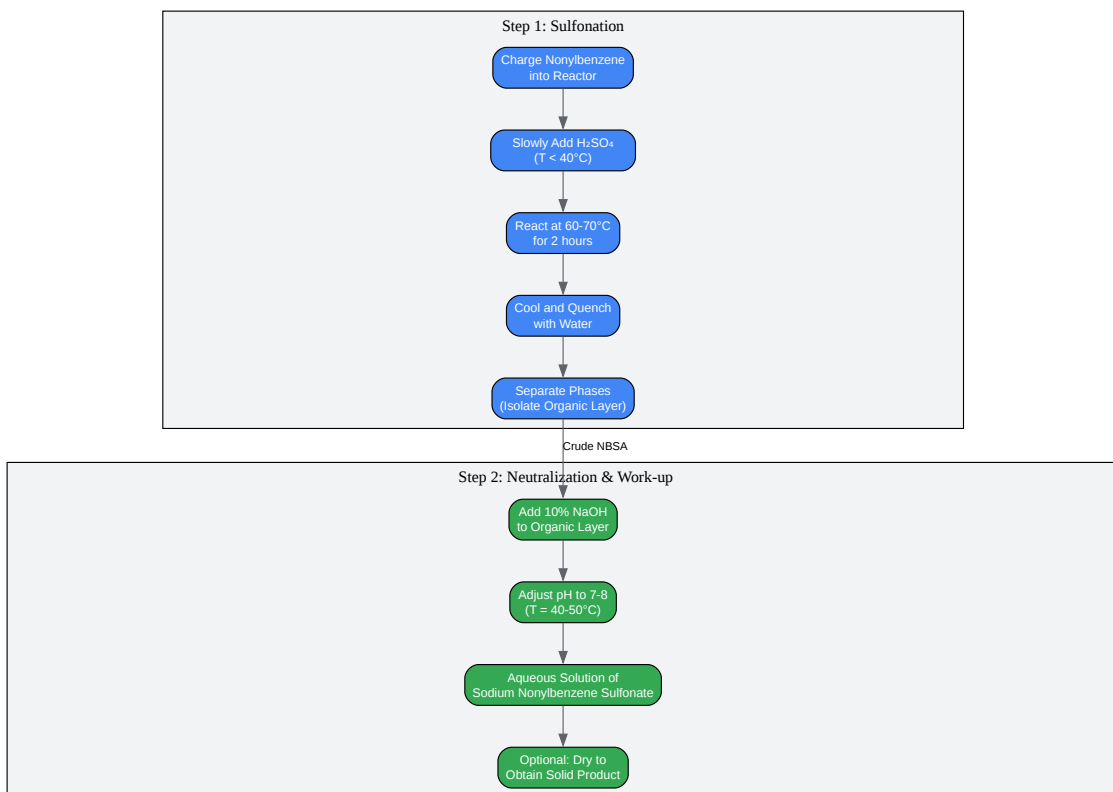 Step 1: Sulfonation
Charge Nonylbenzene
into Reactor
Slowly Add H₂SO₄
(T < 40°C)
React at 60-70°C
for 2 hours
Cool and Quench
with Water
Separate Phases
(Isolate Organic Layer)
Crude NBSA
Step 2: Neutralization & Work-up
Add 10% NaOH
to Organic Layer
Adjust pH to 7-8
(T = 40-50°C)
Aqueous Solution of
Sodium Nonylbenzene Sulfonate
Optional: Dry to
Obtain Solid Product